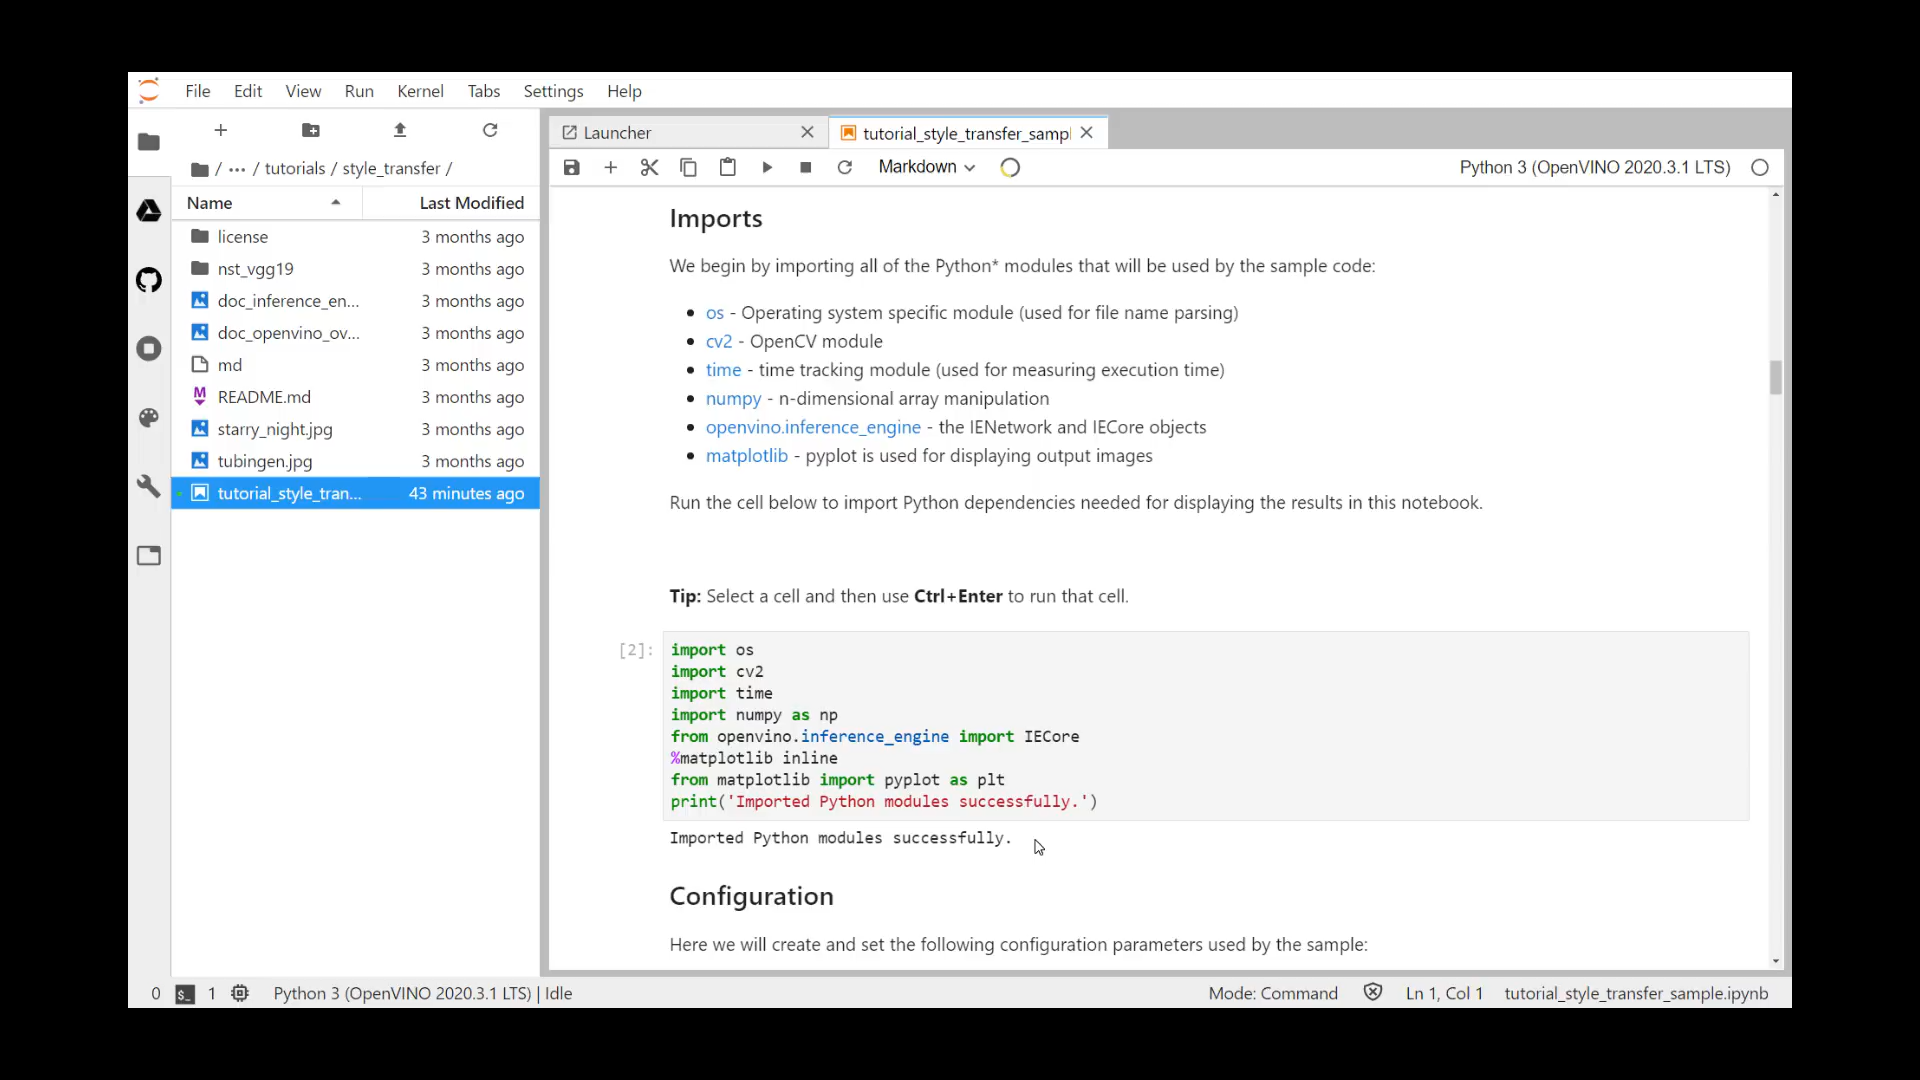 File Edit View Run Kernel Tabs Settings Help
/ ··· / tutorials / style_transfer /
Name Last Modified
license 3 months ago
nst_vgg19 3 months ago
doc_inference_en... 3 months ago
doc_openvino_ov... 3 months ago
md 3 months ago
README.md 3 months ago
starry_night.jpg 3 months ago
tubingen.jpg 3 months ago
tutorial_style_tran... 43 minutes ago
Launcher tutorial_style_transfer_sampl
Markdown Python 3 (OpenVINO 2020.3.1 LTS)
Imports
We begin by importing all of the Python* modules that will be used by the sample code:
• os - Operating system specific module (used for file name parsing)
• cv2 - OpenCV module
• time - time tracking module (used for measuring execution time)
• numpy - n-dimensional array manipulation
• openvino.inference_engine - the IENetwork and IECore objects
• matplotlib - pyplot is used for displaying output images
Run the cell below to import Python dependencies needed for displaying the results in this notebook.
Tip: Select a cell and then use Ctrl+Enter to run that cell.
[2]: import os
import cv2
import time
import numpy as np
from openvino.inference_engine import IECore
%matplotlib inline
from matplotlib import pyplot as plt
print('Imported Python modules successfully.')
Imported Python modules successfully.
Configuration
Here we will create and set the following configuration parameters used by the sample:
0 $_ 1 Python 3 (OpenVINO 2020.3.1 LTS) | Idle Mode: Command Ln 1, Col 1 tutorial_style_transfer_sample.ipynb